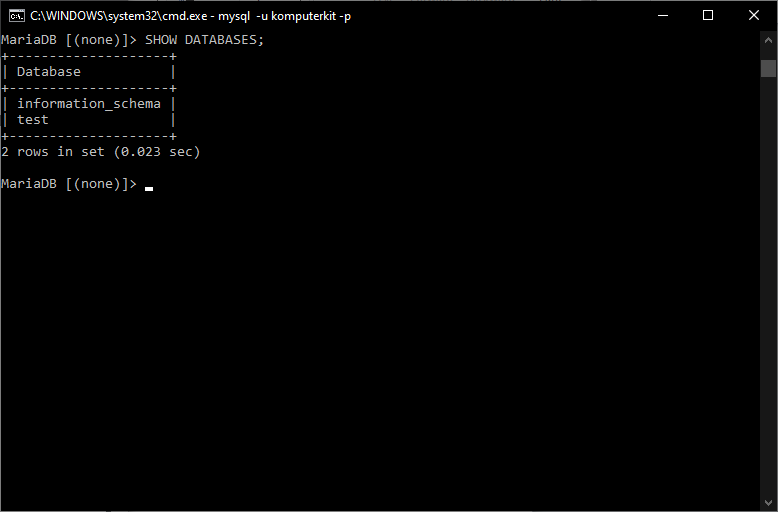 C:\WINDOWS\system32\cmd.exe - mysql  -u komputerkit -p
MariaDB [(none)]> SHOW DATABASES;
+--------------------+
| Database           |
+--------------------+
| information_schema |
| test               |
+--------------------+
2 rows in set (0.023 sec)
MariaDB [(none)]>